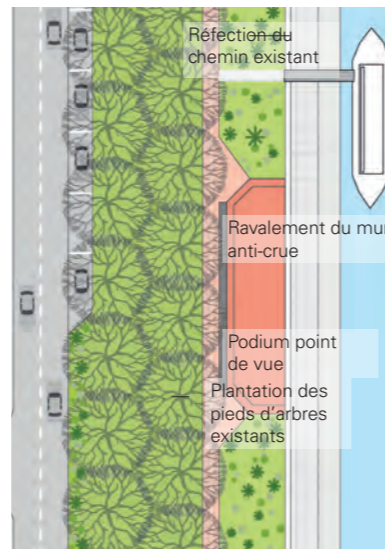 Réfection du
chemin existant
Ravalement du mur
anti-crue
Podium point
de vue
Plantation des
pieds d'arbres
existants